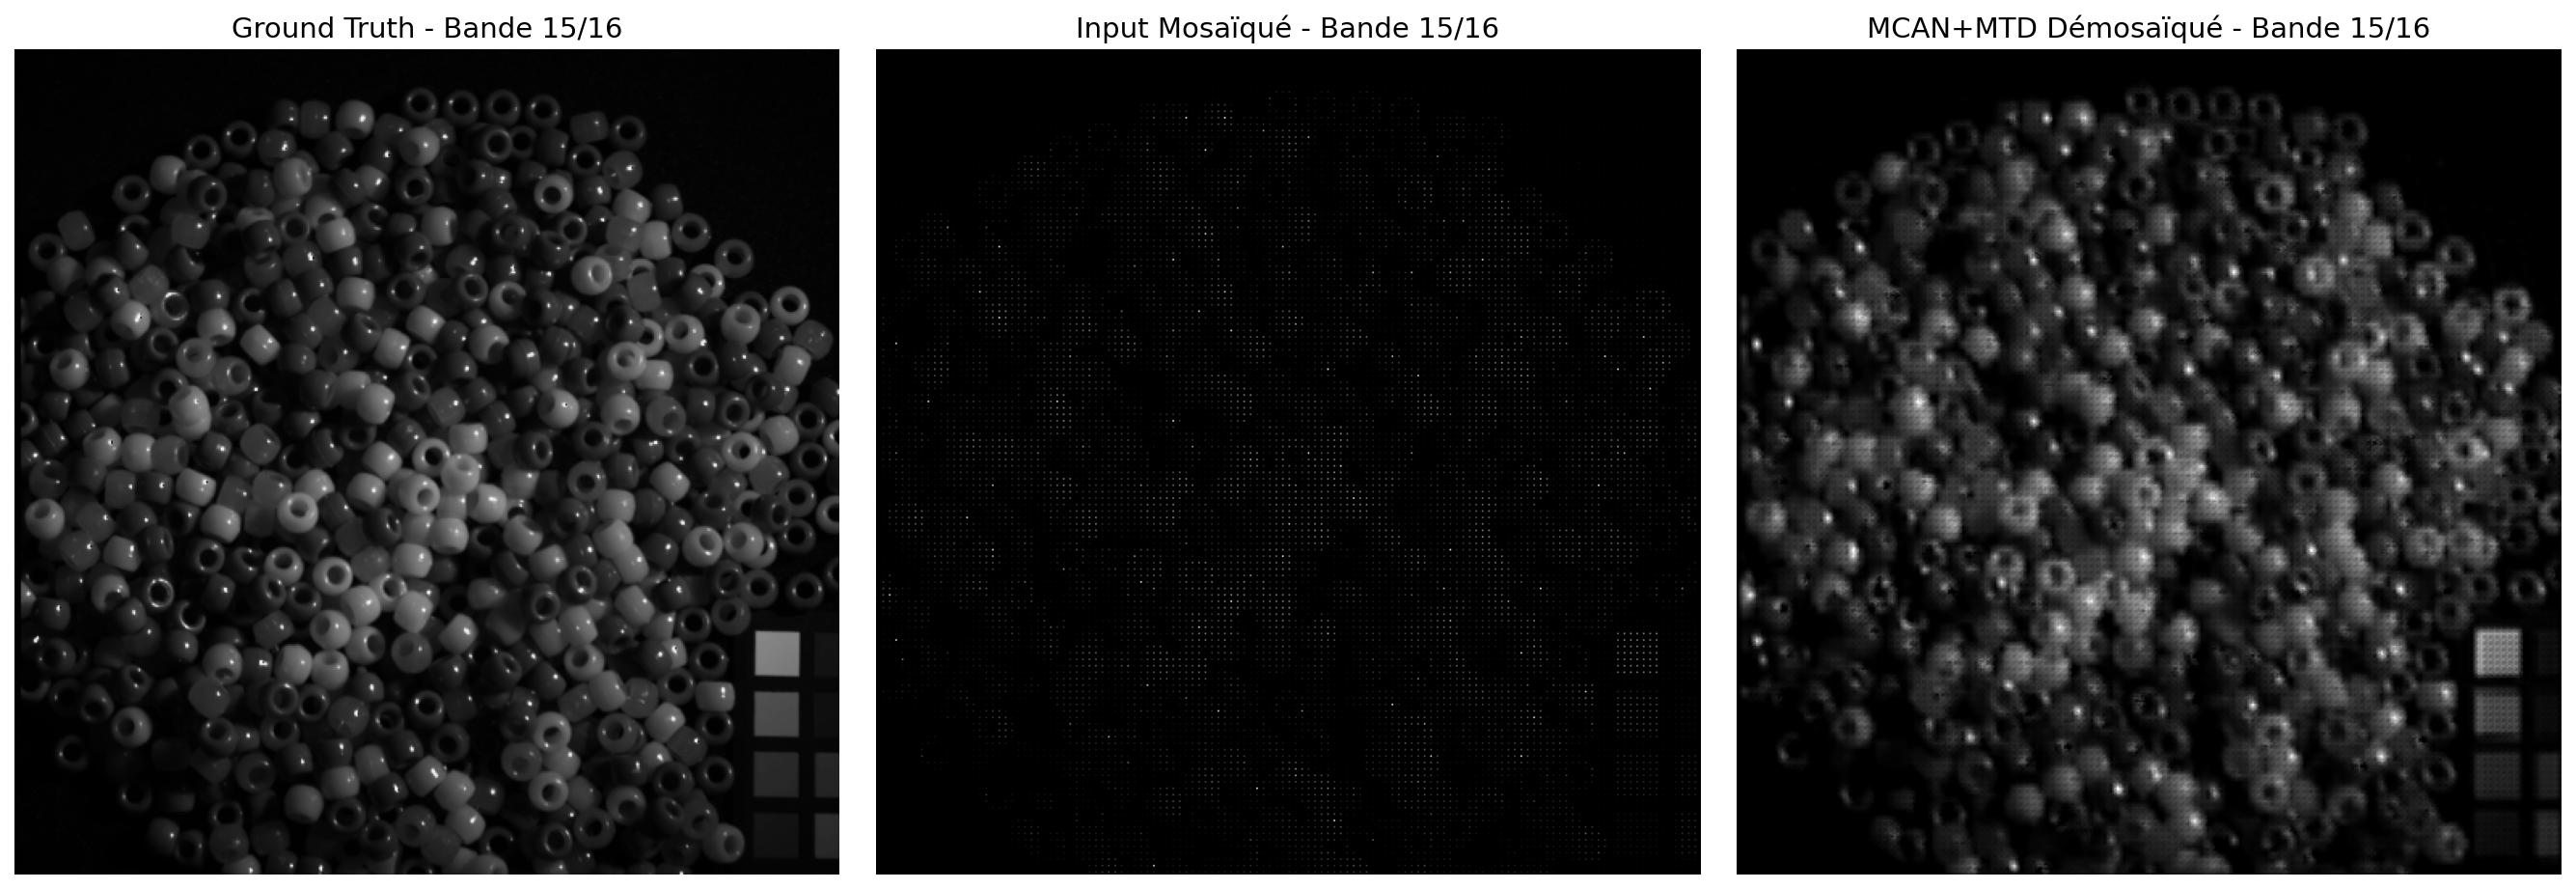 Ground Truth - Bande 15/16
Input Mosaïqué - Bande 15/16
MCAN+MTD Démosaïqué - Bande 15/16